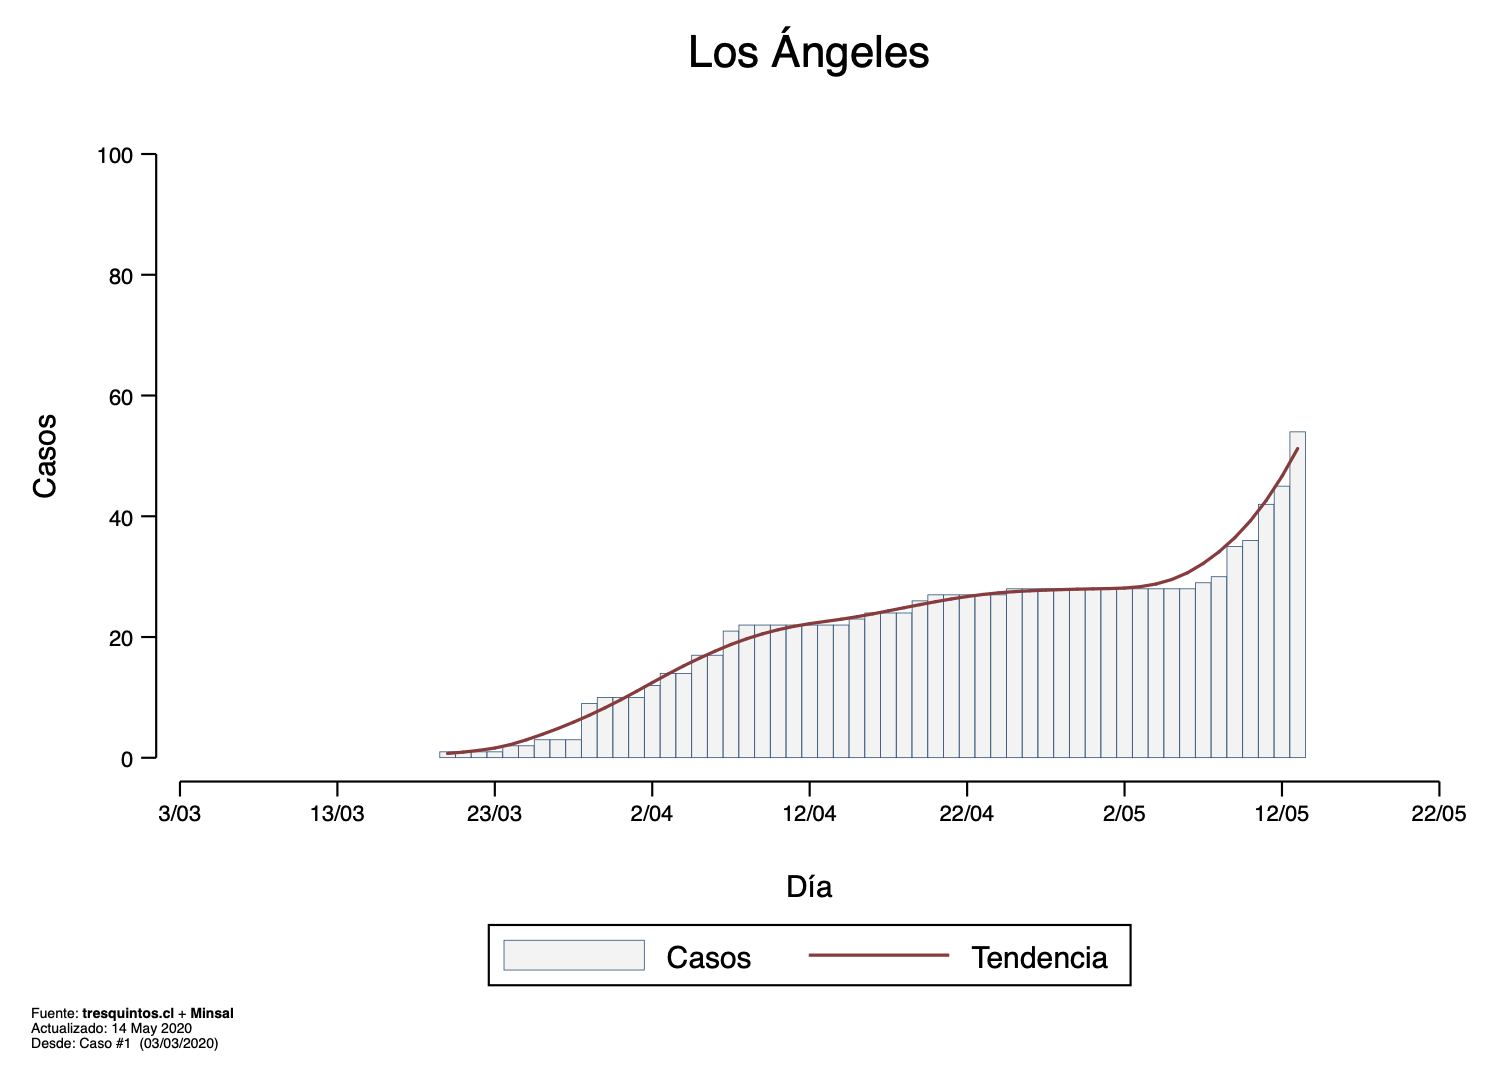 Los Ángeles
100
80
60
40
20
0
Casos
3/03 13/03 23/03 2/04 12/04 22/04 2/05 12/05 22/05
Día
Casos Tendencia
Fuente: tresquintos.cl + Minsal
Actualizado: 14 May 2020
Desde: Caso #1 (03/03/2020)